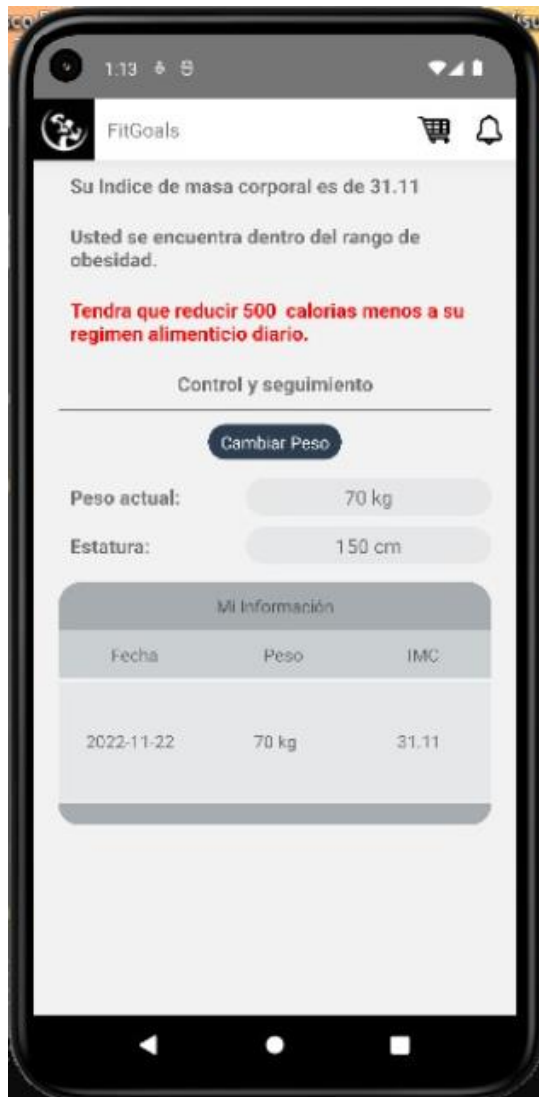 1:13
FitGoals
Su Indice de masa corporal es de 31.11
Usted se encuentra dentro del rango de
obesidad.
Tendra que reducir 500 calorias menos a su
regimen alimenticio diario.
Control y seguimiento
Cambiar Peso
Peso actual: 70 kg
Estatura: 150 cm
Mi Información
Fecha Peso IMC
2022-11-22 70 kg 31.11